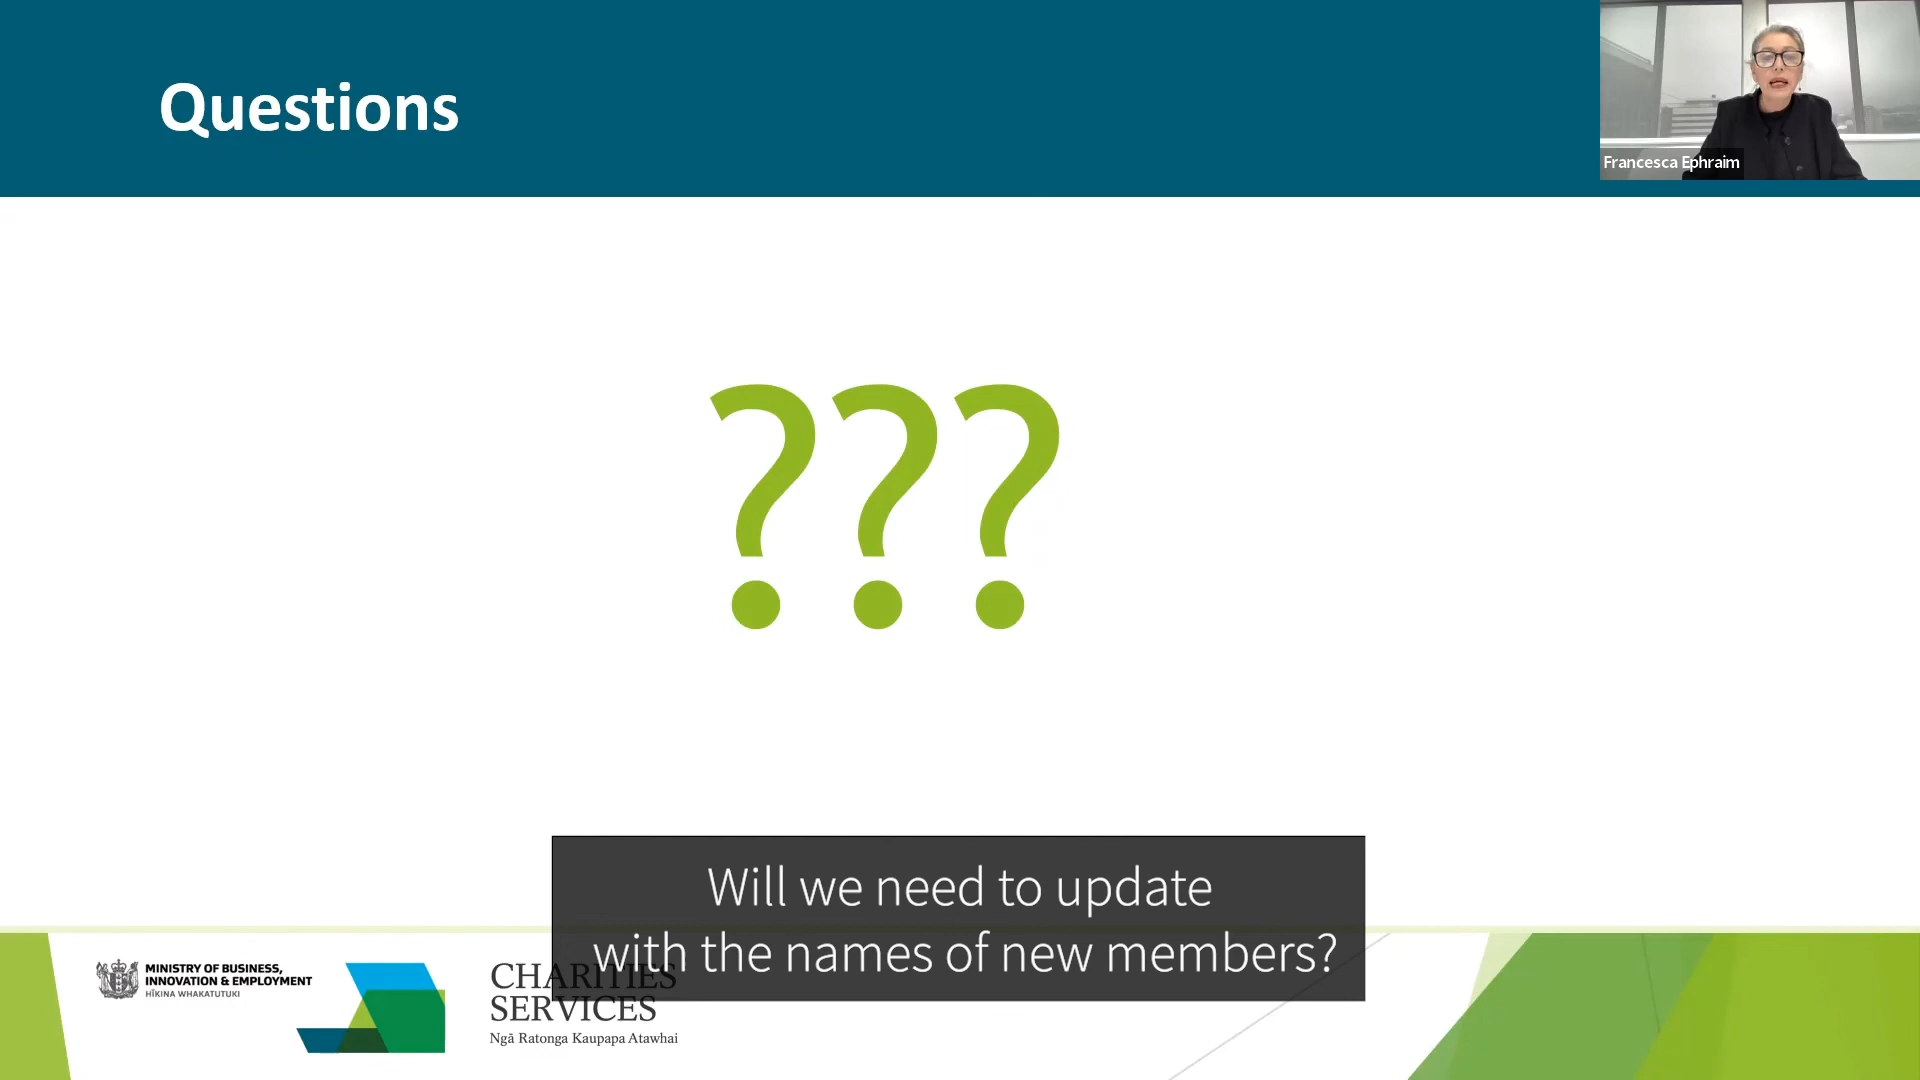 Questions
Francesca Ephraim
???
Will we need to update
with the names of new members?
MINISTRY OF BUSINESS,
INNOVATION & EMPLOYMENT
HĪKINA WHAKATUTUKI
CHARITIES
SERVICES
Ngā Ratonga Kaupapa Atawhai